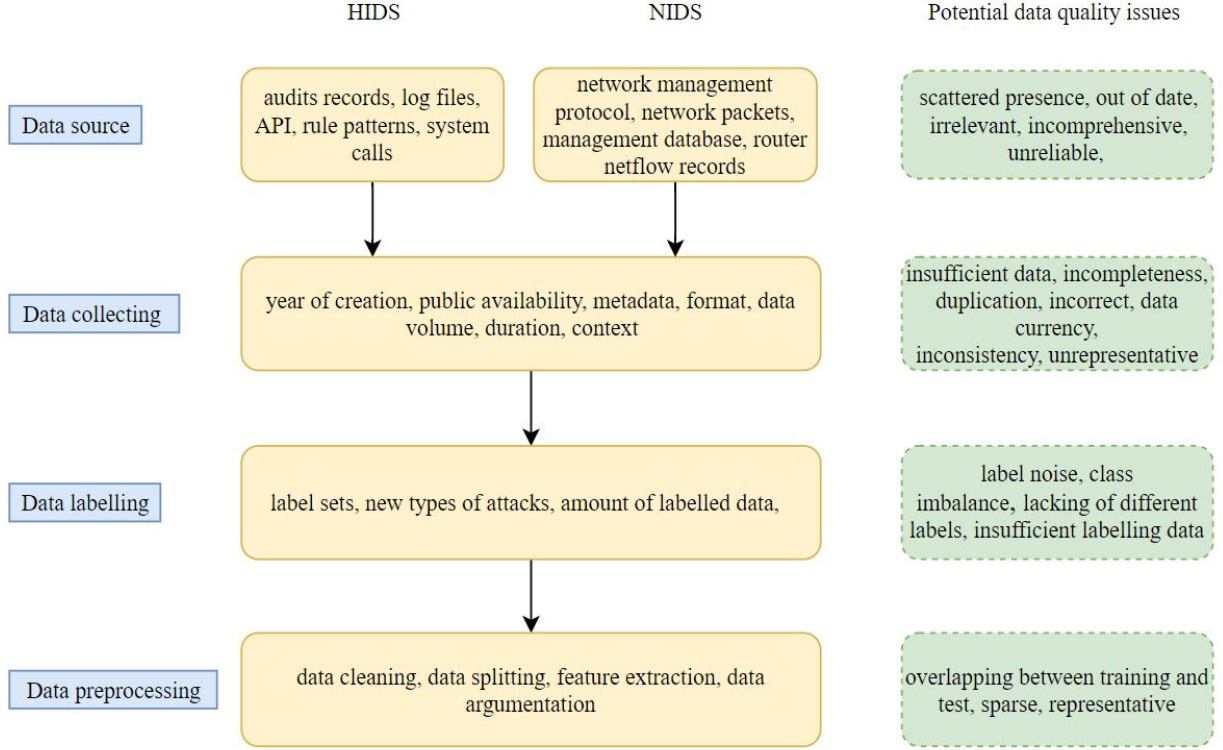 HIDS
NIDS
Potential data quality issues
Data source
audits records, log files,
API, rule patterns, system
calls
network management
protocol, network packets,
management database, router
netflow records
scattered presence, out of date,
irrelevant, incomprehensive,
unreliable,
Data collecting
year of creation, public availability, metadata, format, data
volume, duration, context
insufficient data, incompleteness,
duplication, incorrect, data
currency,
inconsistency, unrepresentative
Data labelling
label sets, new types of attacks, amount of labelled data,
label noise, class
imbalance, lacking of different
labels, insufficient labelling data
Data preprocessing
data cleaning, data splitting, feature extraction, data
argumentation
overlapping between training and
test, sparse, representative